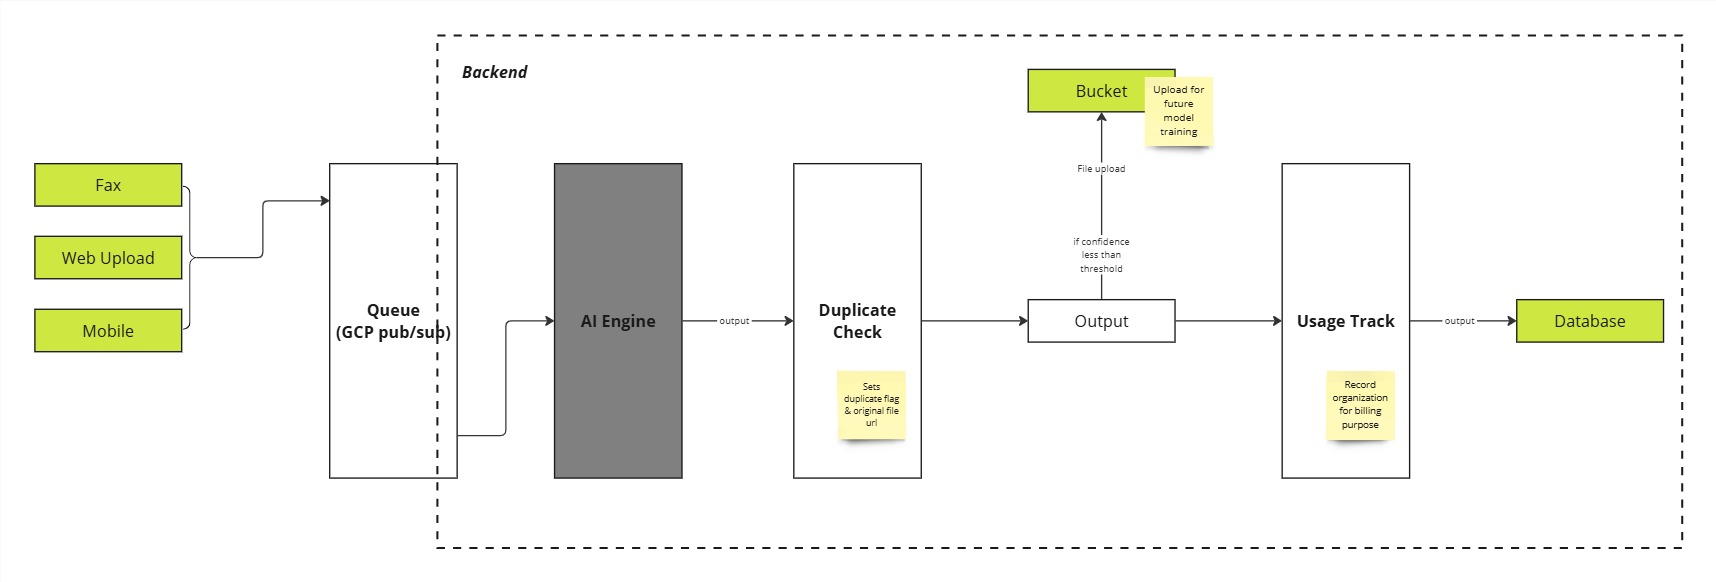 Backend
Fax
Web Upload
Mobile
Queue
(GCP pub/sub)
AI Engine
output
Duplicate
Check
Sets
duplicate flag
& original file
url
Bucket
Upload for
future
model
training
File upload
if confidence
less than
threshold
Output
Usage Track
Record
organization
for billing
purpose
output
Database